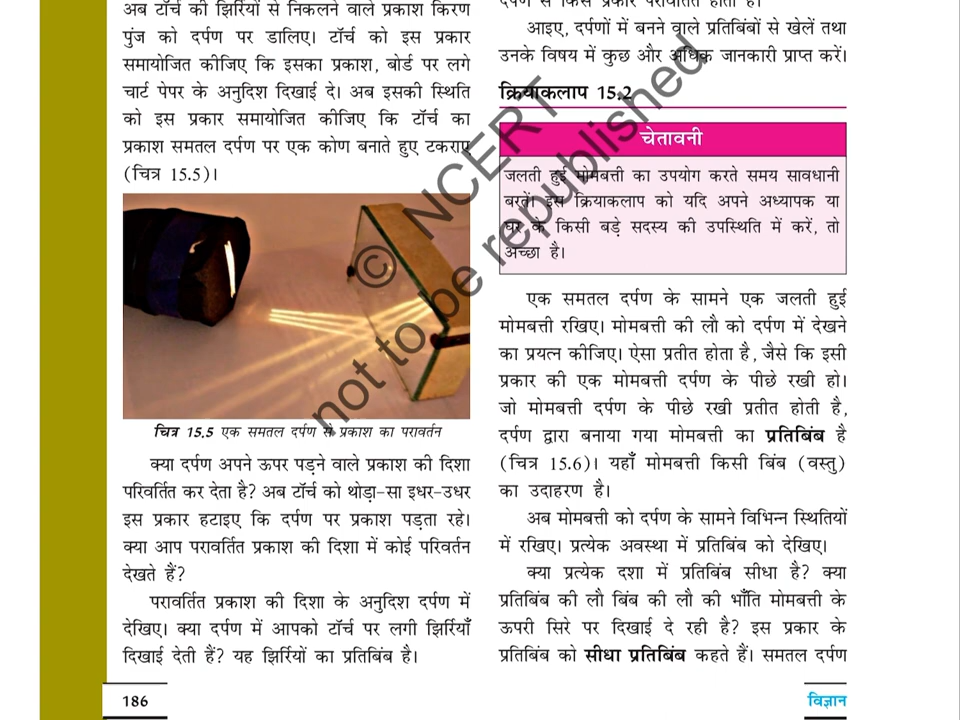 अब टॉर्च की झिर्रियों से निकलने वाले प्रकाश किरण
पुंज को दर्पण पर डालिए। टॉर्च को इस प्रकार
समायोजित कीजिए कि इसका प्रकाश, बोर्ड पर लगे
चार्ट पेपर के अनुदिश दिखाई दे। अब इसकी स्थिति
को इस प्रकार समायोजित कीजिए कि टॉर्च का
प्रकाश समतल दर्पण पर एक कोण बनाते हुए टकराए
(चित्र 15.5)।
चित्र 15.5 एक समतल दर्पण से प्रकाश का परावर्तन
क्या दर्पण अपने ऊपर पड़ने वाले प्रकाश की दिशा
परिवर्तित कर देता है? अब टॉर्च को थोड़ा-सा इधर-उधर
इस प्रकार हटाइए कि दर्पण पर प्रकाश पड़ता रहे।
क्या आप परावर्तित प्रकाश की दिशा में कोई परिवर्तन
देखते हैं?
परावर्तित प्रकाश की दिशा के अनुदिश दर्पण में
देखिए। क्या दर्पण में आपको टॉर्च पर लगी झिर्रियाँ
दिखाई देती हैं? यह झिर्रियों का प्रतिबिंब है।
186
दर्पण से किस प्रकार परावर्तित होता है।
आइए, दर्पणों में बनने वाले प्रतिबिंबों से खेलें तथा
उनके विषय में कुछ और अधिक जानकारी प्राप्त करें।
क्रियाकलाप 15.2
चेतावनी
जलती हुई मोमबत्ती का उपयोग करते समय सावधानी
बरतें। इस क्रियाकलाप को यदि अपने अध्यापक या
घर के किसी बड़े सदस्य की उपस्थिति में करें, तो
अच्छा है।
एक समतल दर्पण के सामने एक जलती हुई
मोमबत्ती रखिए। मोमबत्ती की लौ को दर्पण में देखने
का प्रयत्न कीजिए। ऐसा प्रतीत होता है, जैसे कि इसी
प्रकार की एक मोमबत्ती दर्पण के पीछे रखी हो।
जो मोमबत्ती दर्पण के पीछे रखी प्रतीत होती है,
दर्पण द्वारा बनाया गया मोमबत्ती का प्रतिबिंब है
(चित्र 15.6)। यहाँ मोमबत्ती किसी बिंब (वस्तु)
का उदाहरण है।
अब मोमबत्ती को दर्पण के सामने विभिन्न स्थितियों
में रखिए। प्रत्येक अवस्था में प्रतिबिंब को देखिए।
क्या प्रत्येक दशा में प्रतिबिंब सीधा है? क्या
प्रतिबिंब की लौ बिंब की लौ की भाँति मोमबत्ती के
ऊपरी सिरे पर दिखाई दे रही है? इस प्रकार के
प्रतिबिंब को सीधा प्रतिबिंब कहते हैं। समतल दर्पण
विज्ञान
© NCERT
not to be republished